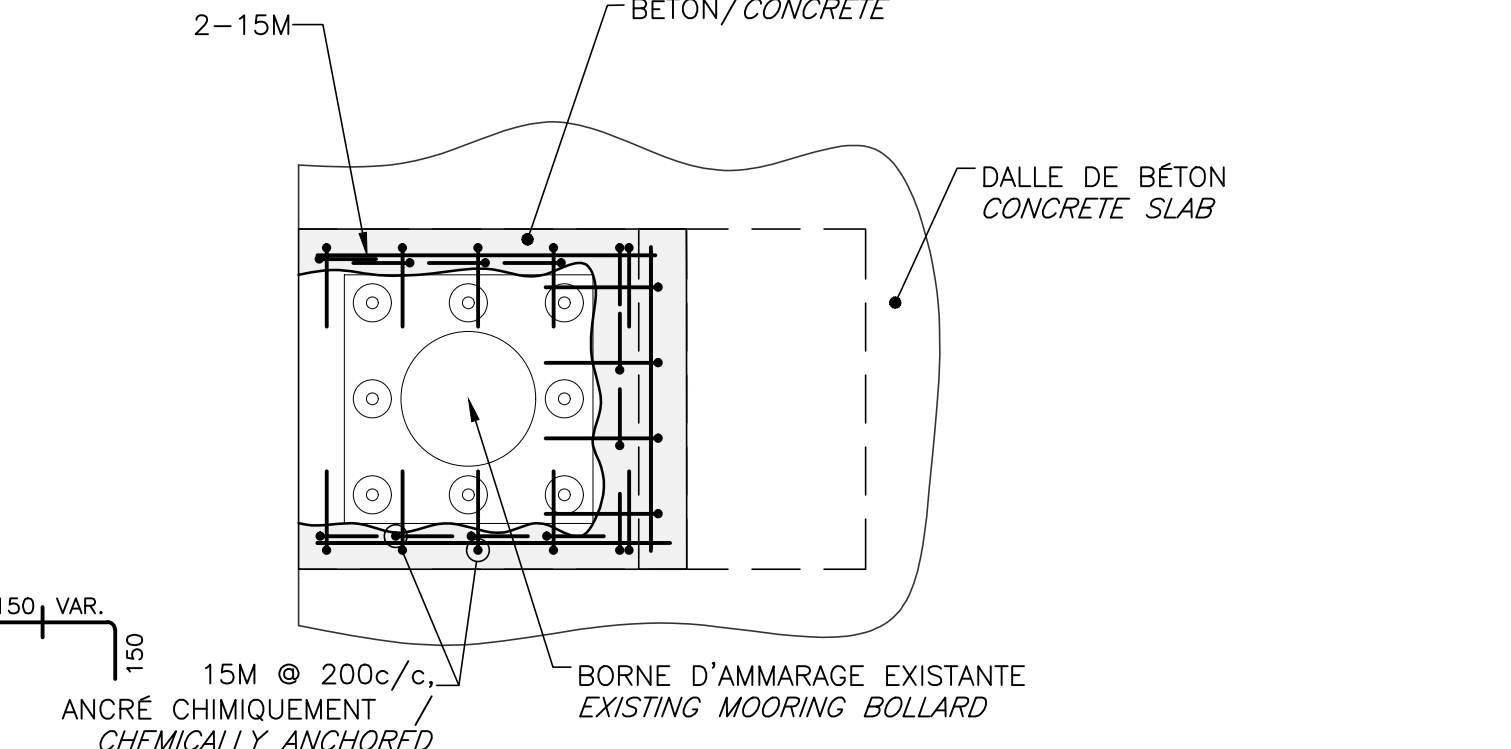 2-15M
BÉTON/CONCRETE
DALLE DE BÉTON
CONCRETE SLAB
150 VAR.
150
15M @ 200c/c,
ANCRÉ CHIMIQUEMENT /
CHEMICALLY ANCHORED
BORNE D'AMMARAGE EXISTANTE
EXISTING MOORING BOLLARD